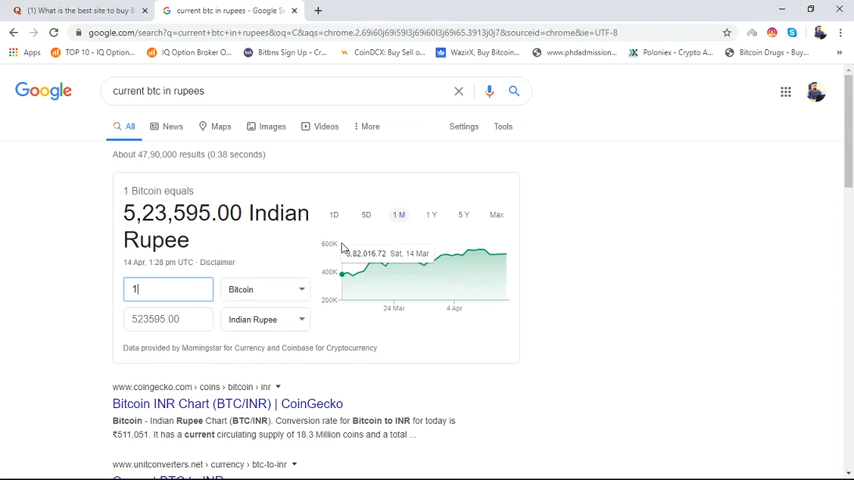 (1) What is the best site to buy B
current btc in rupees - Google Se
google.com/search?q=current+btc+in+rupees&oq=C&aqs=chrome.2.69i60j69i59l3j69i60l3j69i65.3913j0j7&sourceid=chrome&ie=UTF-8
Apps
TOP 10 - IQ Option...
IQ Option Broker O...
Bitbns Sign Up - Cr...
CoinDCX: Buy Sell o...
WazirX, Buy Bitcoin...
www.phdadmission...
Poloniex - Crypto A...
Bitcoin Drugs - Buy...
Google
current btc in rupees
All
News
Maps
Images
Videos
More
Settings
Tools
About 47,90,000 results (0.38 seconds)
1 Bitcoin equals
5,23,595.00 Indian
Rupee
14 Apr, 1:28 pm UTC · Disclaimer
1
Bitcoin
523595.00
Indian Rupee
1D
5D
1 M
1 Y
5 Y
Max
600K
,82,016.72 Sat, 14 Mar
400K
200K
24 Mar
4 Apr
Data provided by Morningstar for Currency and Coinbase for Cryptocurrency
www.coingecko.com › coins › bitcoin › inr
Bitcoin INR Chart (BTC/INR) | CoinGecko
Bitcoin - Indian Rupee Chart (BTC/INR). Conversion rate for Bitcoin to INR for today is
₹511,051. It has a current circulating supply of 18.3 Million coins and a total ...
www.unitconverters.net › currency › btc-to-inr